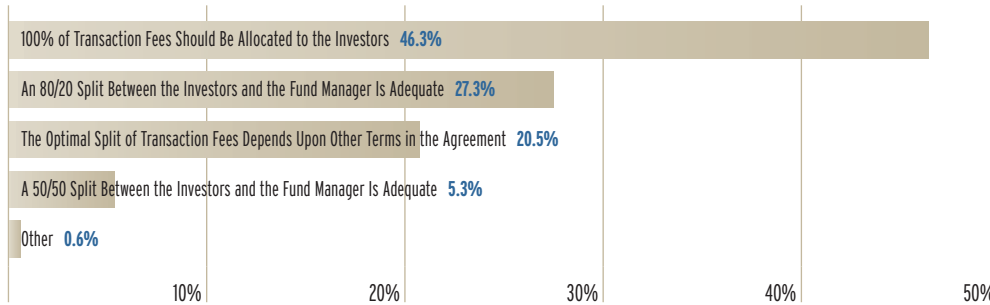 100% of Transaction Fees Should Be Allocated to the Investors 46.3%
An 80/20 Split Between the Investors and the Fund Manager Is Adequate 27.3%
The Optimal Split of Transaction Fees Depends Upon Other Terms in the Agreement 20.5%
A 50/50 Split Between the Investors and the Fund Manager Is Adequate 5.3%
Other 0.6%
10% 20% 30% 40% 50%